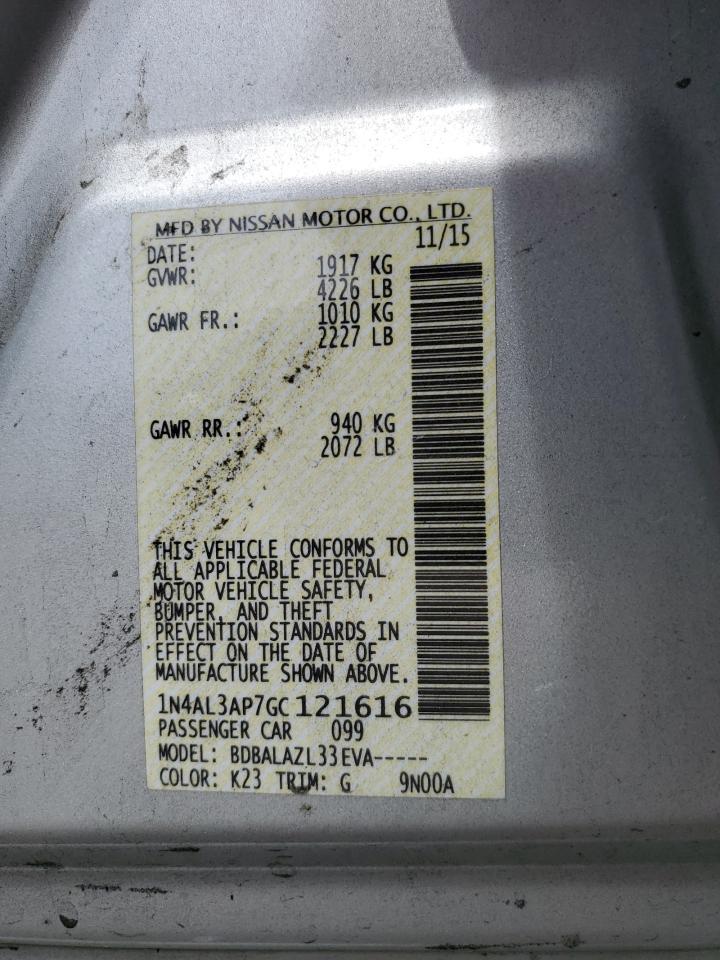 MFD BY NISSAN MOTOR CO., LTD.
DATE: 11/15
GVWR: 1917 KG
4226 LB
GAWR FR.: 1010 KG
2227 LB
GAWR RR.: 940 KG
2072 LB
THIS VEHICLE CONFORMS TO
ALL APPLICABLE FEDERAL
MOTOR VEHICLE SAFETY,
BUMPER, AND THEFT
PREVENTION STANDARDS IN
EFFECT ON THE DATE OF
MANUFACTURE SHOWN ABOVE.
1N4AL3AP7GC121616
PASSENGER CAR 099
MODEL: BDBALAZL33EVA-----
COLOR: K23 TRIM: G 9N00A